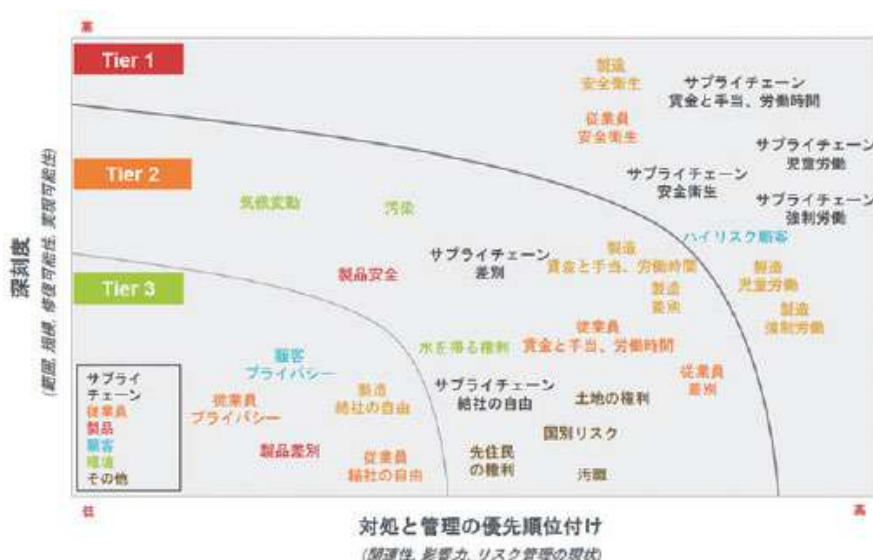 高
Tier 1
製造
安全衛生
サプライチェーン
賃金と手当、労働時間
従業員
安全衛生
サプライチェーン
児童労働
Tier 2
サプライチェーン
安全衛生
サプライチェーン
強制労働
気候変動
汚染
ハイリスク顧客
サプライチェーン
差別
製造
賃金と手当、労働時間
製品安全
製造
児童労働
Tier 3
製造
差別
製造
強制労働
従業員
賃金と手当、労働時間
水を得る権利
顧客
プライバシー
従業員
差別
サプライチェーン
結社の自由
製造
結社の自由
従業員
プライバシー
土地の権利
国別リスク
製品差別
先住民
の権利
従業員
結社の自由
汚職
サプライ
チェーン
従業員
製品
顧客
環境
その他
深刻度
(範囲, 規模, 修復可能性, 実現可能性)
低
高
対処と管理の優先順位付け
(関連性, 影響力, リスク管理の現状)